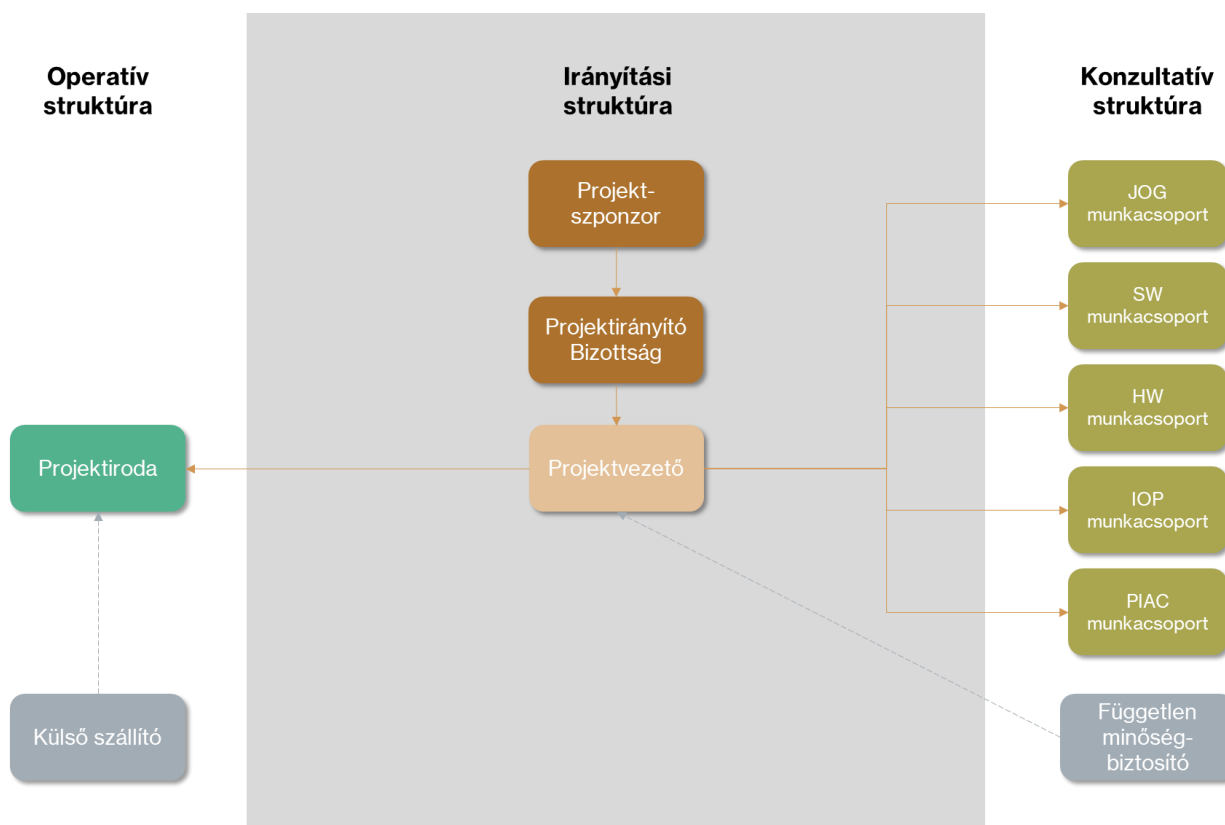 Operatív
struktúra
Irányítási
struktúra
Konzultatív
struktúra
Projekt-
szponzor
JOG
munkacsoport
SW
munkacsoport
Projektirányító
Bizottság
HW
munkacsoport
Projektiroda
Projektvezető
IOP
munkacsoport
PIAC
munkacsoport
Külső szállító
Független
minőség-
biztosító